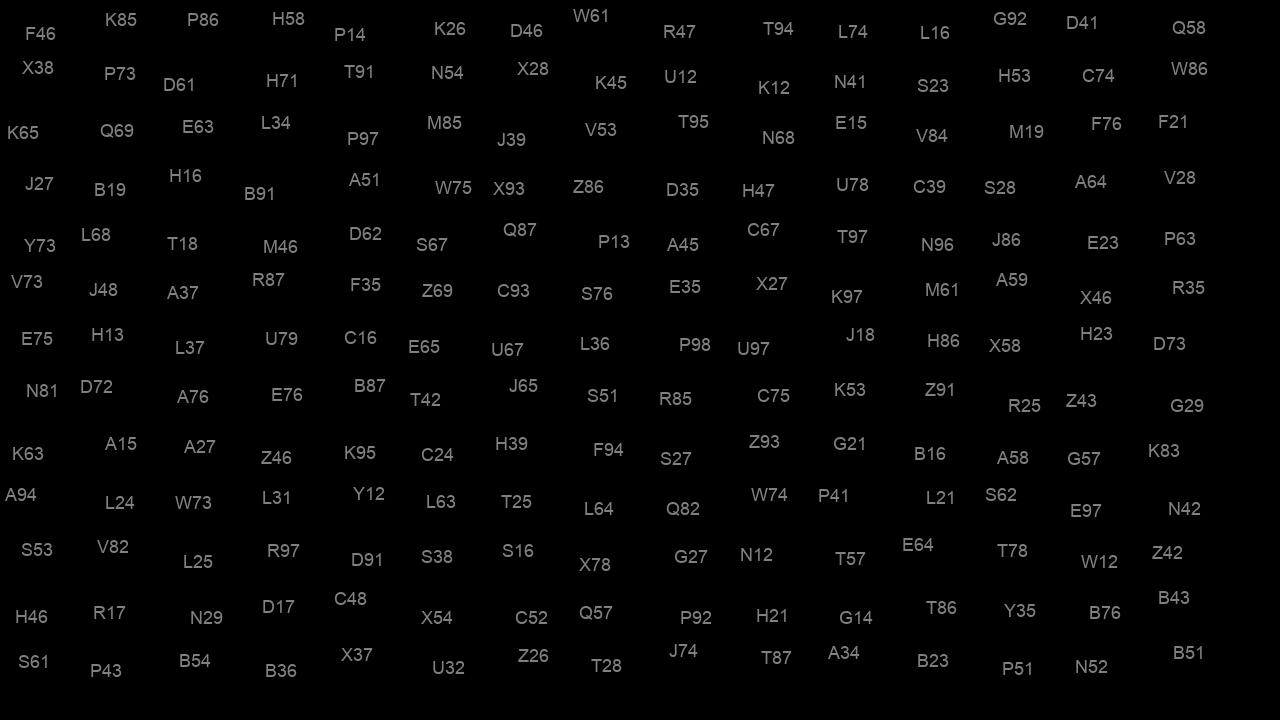 F46 K85 P86 H58 P14 K26 D46 W61 R47 T94 L74 L16 G92 D41 Q58
X38 P73 D61 H71 T91 N54 X28 K45 U12 K12 N41 S23 H53 C74 W86
K65 Q69 E63 L34 P97 M85 J39 V53 T95 N68 E15 V84 M19 F76 F21
J27 B19 H16 B91 A51 W75 X93 Z86 D35 H47 U78 C39 S28 A64 V28
Y73 L68 T18 M46 D62 S67 Q87 P13 A45 C67 T97 N96 J86 E23 P63
V73 J48 A37 R87 F35 Z69 C93 S76 E35 X27 K97 M61 A59 X46 R35
E75 H13 L37 U79 C16 E65 U67 L36 P98 U97 J18 H86 X58 H23 D73
N81 D72 A76 E76 B87 T42 J65 S51 R85 C75 K53 Z91 R25 Z43 G29
K63 A15 A27 Z46 K95 C24 H39 F94 S27 Z93 G21 B16 A58 G57 K83
A94 L24 W73 L31 Y12 L63 T25 L64 Q82 W74 P41 L21 S62 E97 N42
S53 V82 L25 R97 D91 S38 S16 X78 G27 N12 T57 E64 T78 W12 Z42
H46 R17 N29 D17 C48 X54 C52 Q57 P92 H21 G14 T86 Y35 B76 B43
S61 P43 B54 B36 X37 U32 Z26 T28 J74 T87 A34 B23 P51 N52 B51